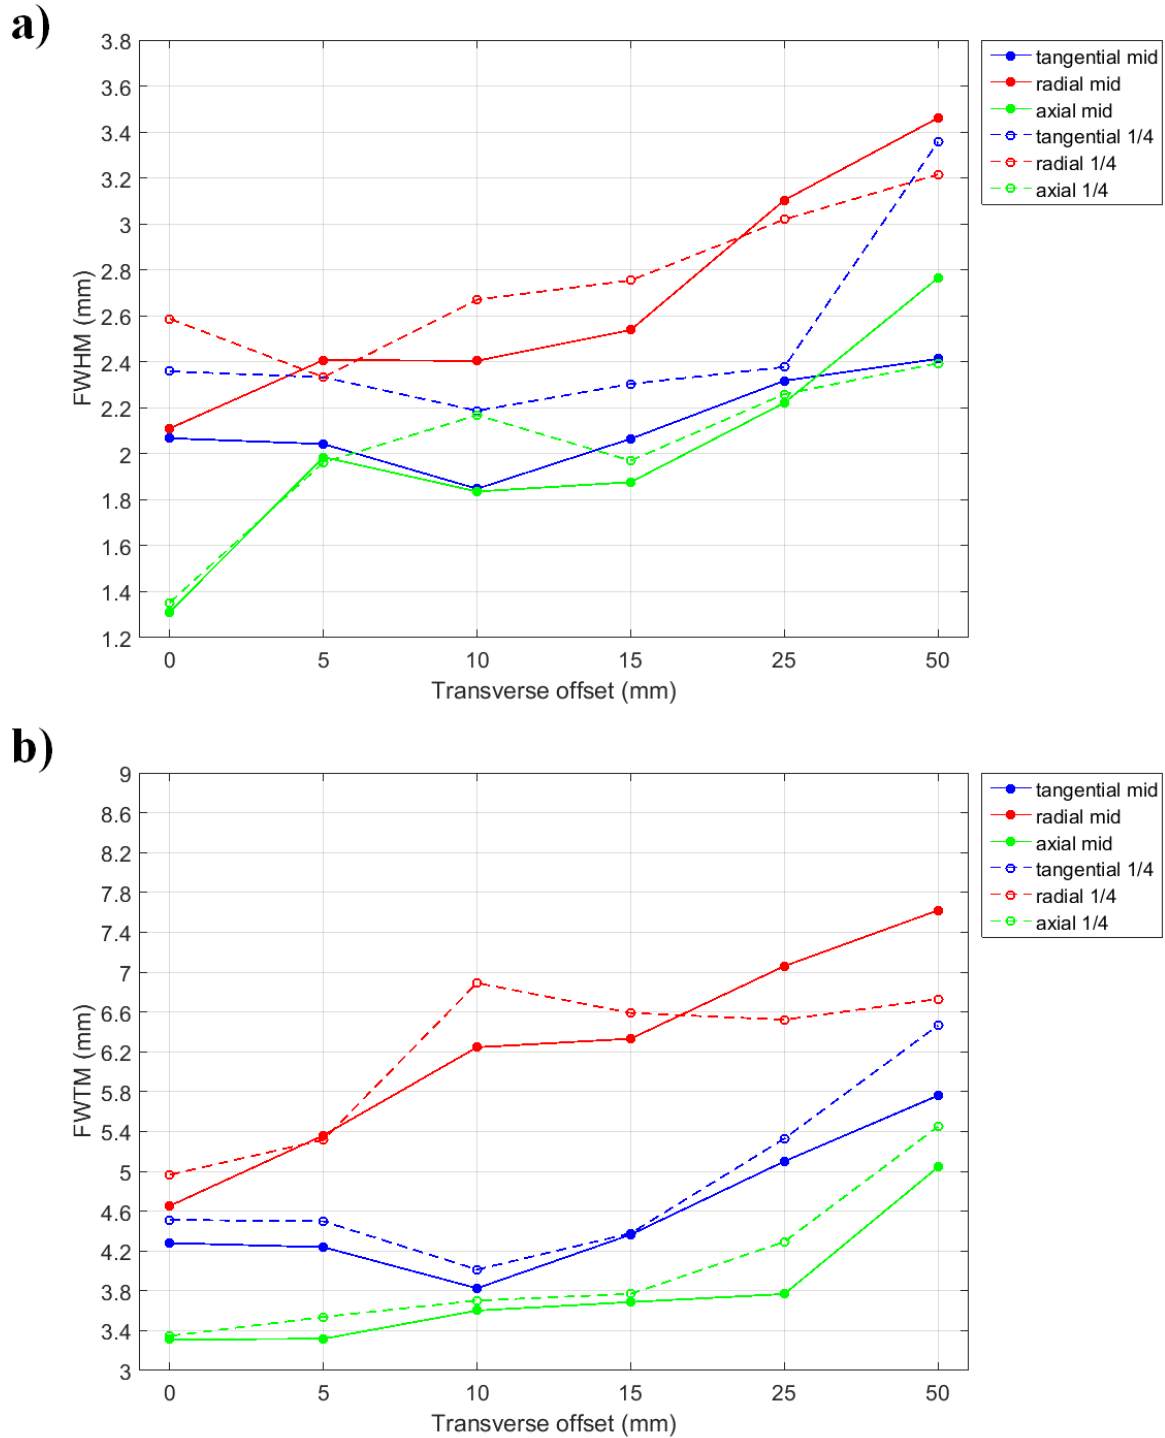 a)
3.8
3.6
3.4
3.2
3
2.8
2.6
2.4
2.2
2
1.8
1.6
1.4
1.2
FWHM (mm)
0 5 10 15 25 50
Transverse offset (mm)
tangential mid
radial mid
axial mid
tangential 1/4
radial 1/4
axial 1/4
b)
9
8.6
8.2
7.8
7.4
7
6.6
6.2
5.8
5.4
5
4.6
4.2
3.8
3.4
3
FWTM (mm)
0 5 10 15 25 50
Transverse offset (mm)
tangential mid
radial mid
axial mid
tangential 1/4
radial 1/4
axial 1/4